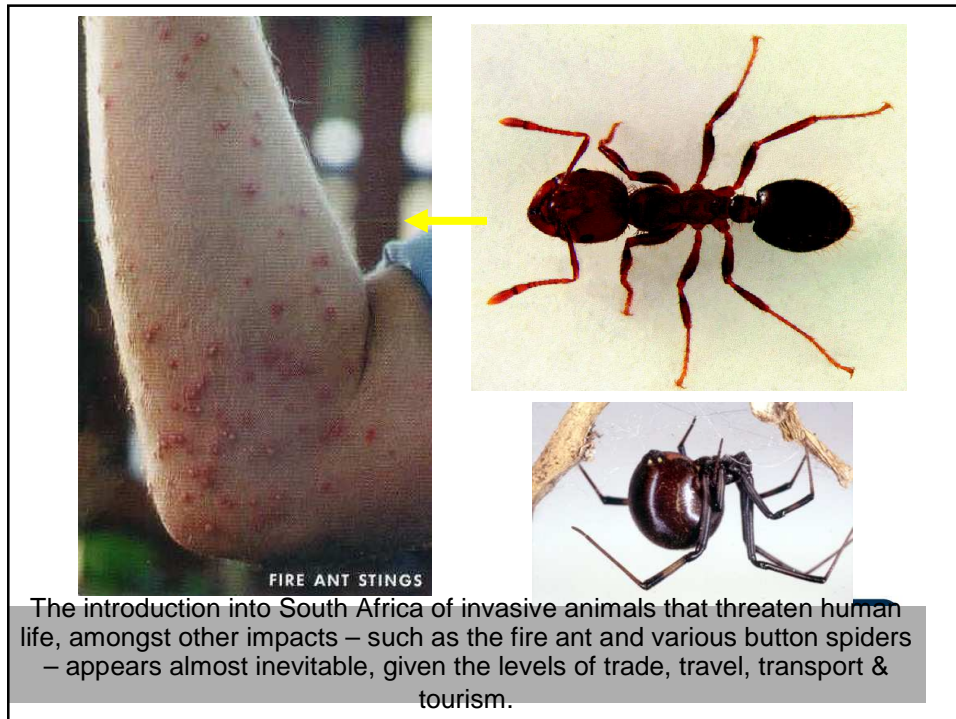 FIRE ANT STINGS
The introduction into South Africa of invasive animals that threaten human
life, amongst other impacts – such as the fire ant and various button spiders
– appears almost inevitable, given the levels of trade, travel, transport &
tourism.